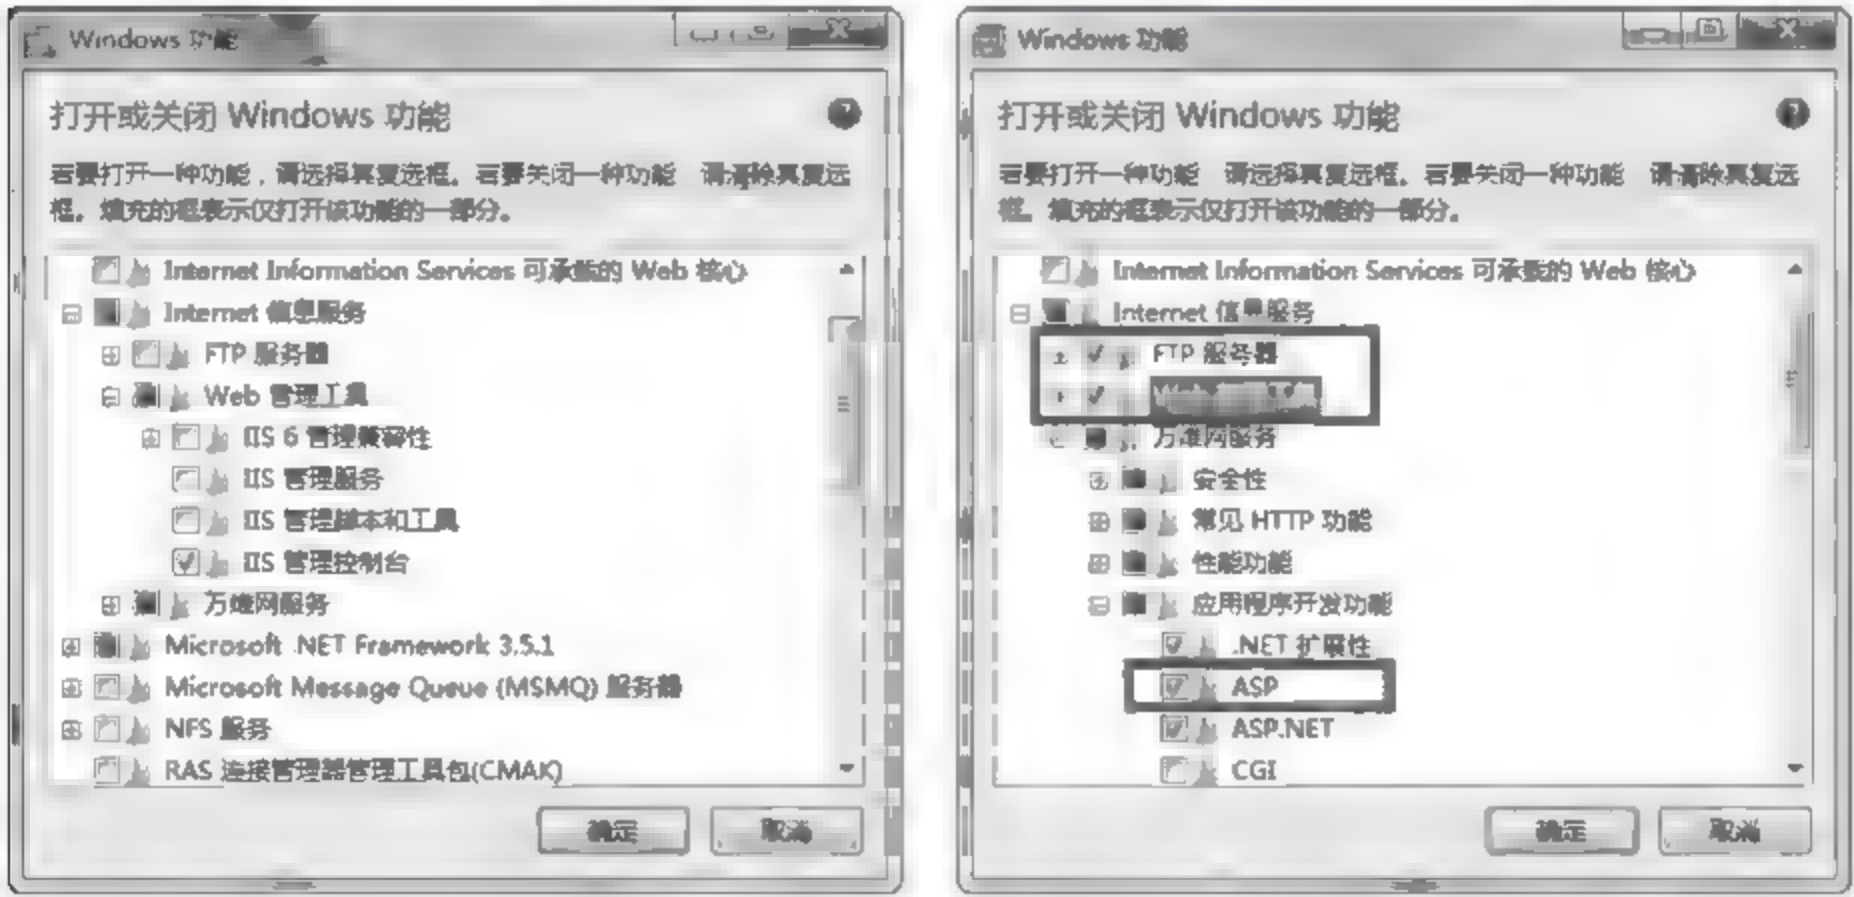 Windows 功能
打开或关闭 Windows 功能
若要打开一种功能，请选择其复选框。若要关闭一种功能 请清除其复选
框。填充的框表示仅打开该功能的一部分。
Internet Information Services 可承载的 Web 核心
Internet 信息服务
FTP 服务器
Web 管理工具
IIS 6 管理兼容性
IIS 管理服务
IIS 管理脚本和工具
IIS 管理控制台
万维网服务
Microsoft .NET Framework 3.5.1
Microsoft Message Queue (MSMQ) 服务器
NFS 服务
RAS 连接管理器管理工具包(CMAK)
确定 取消
Windows 功能
打开或关闭 Windows 功能
若要打开一种功能 请选择其复选框。若要关闭一种功能 请清除其复选
框。填充的框表示仅打开该功能的一部分。
Internet Information Services 可承载的 Web 核心
Internet 信息服务
FTP 服务器
万维网服务
安全性
常见 HTTP 功能
性能功能
应用程序开发功能
.NET 扩展性
ASP
ASP.NET
CGI
确定 取消